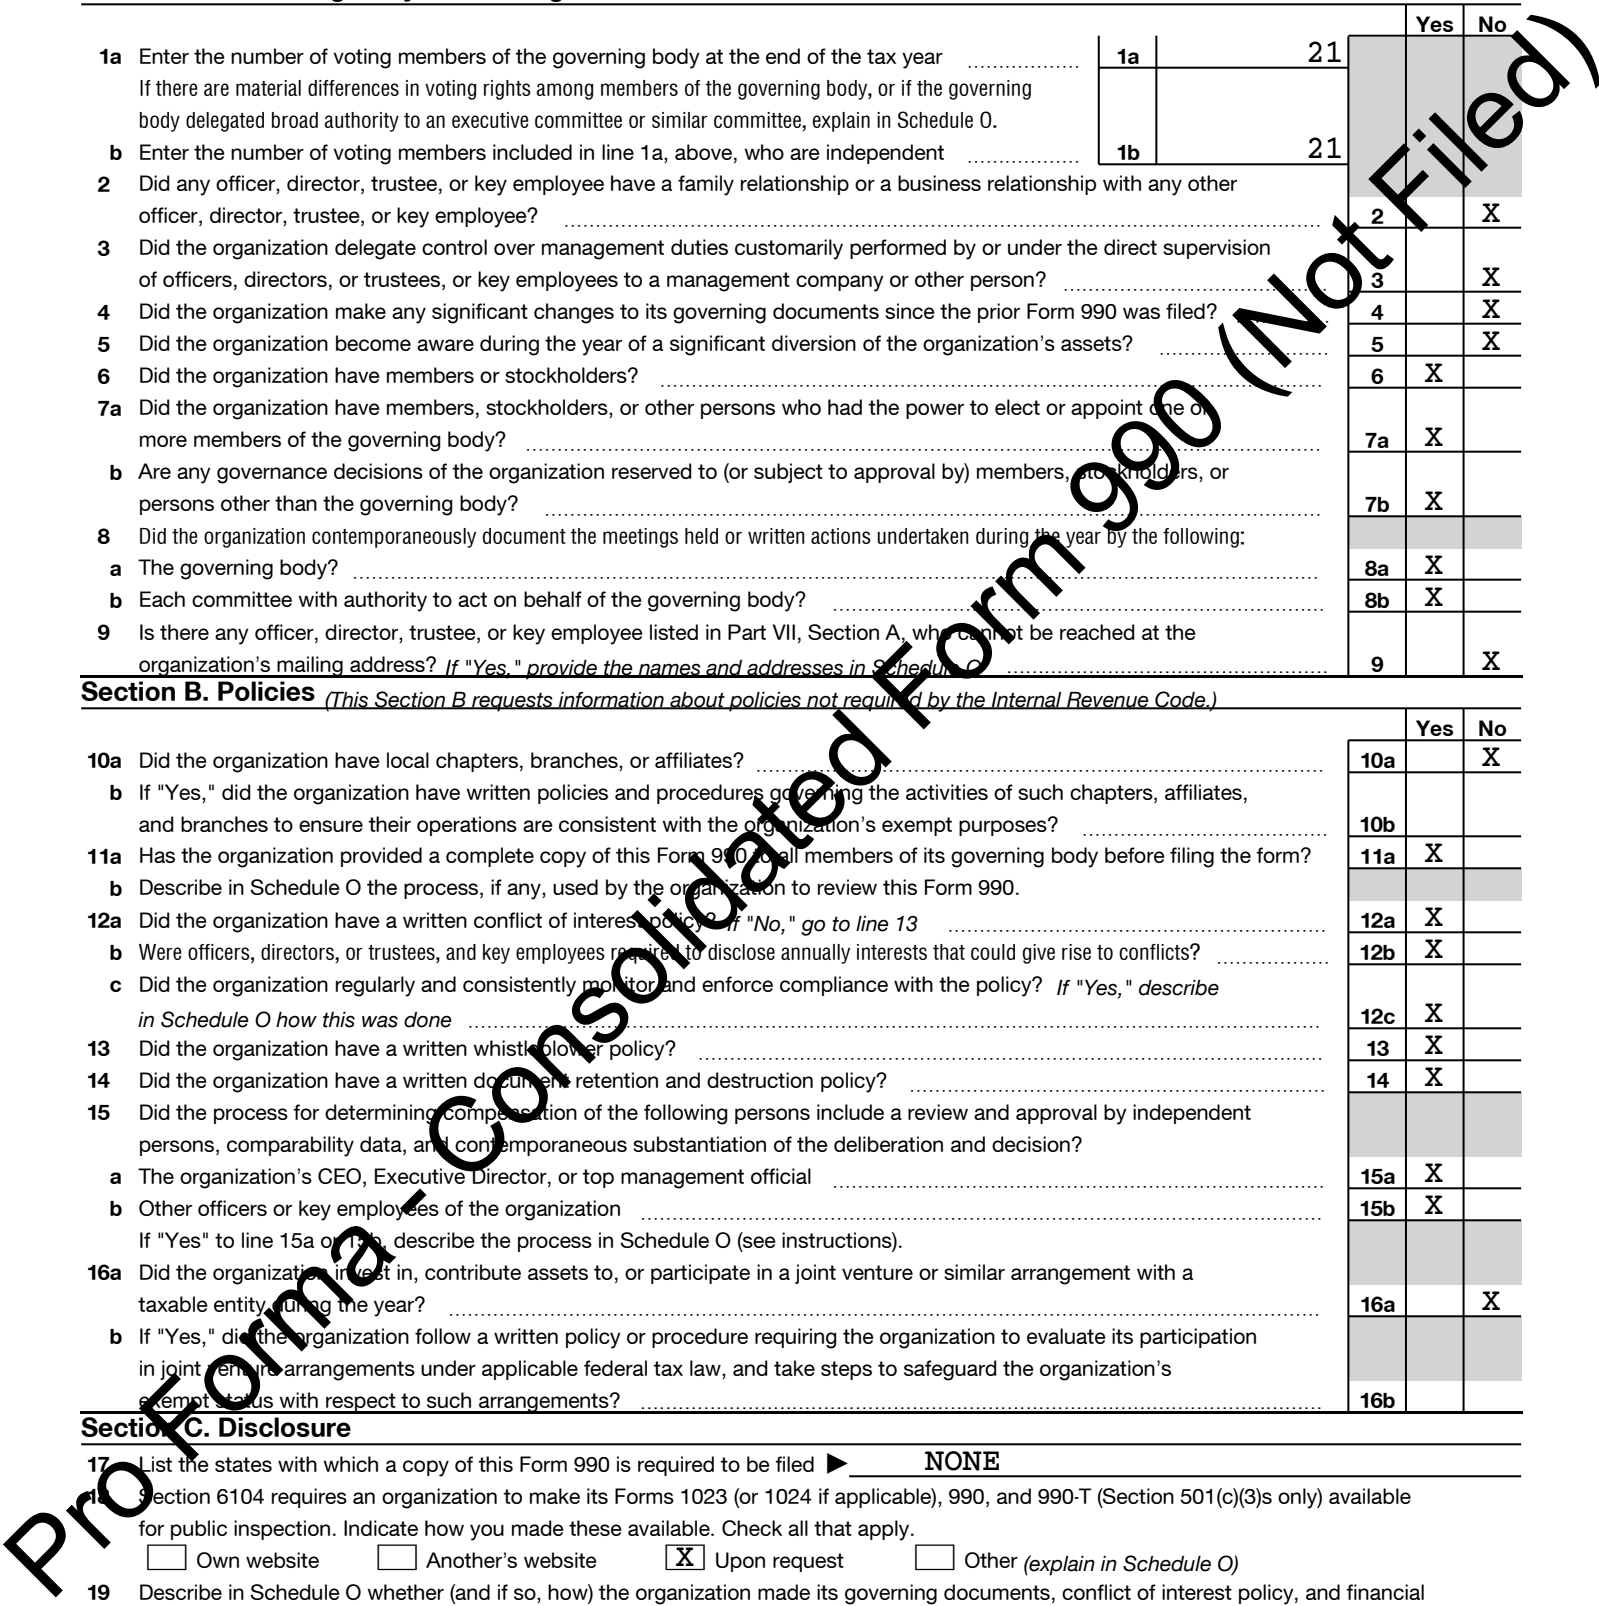 Yes No
1a Enter the number of voting members of the governing body at the end of the tax year 1a 21
If there are material differences in voting rights among members of the governing body, or if the governing
body delegated broad authority to an executive committee or similar committee, explain in Schedule O.
b Enter the number of voting members included in line 1a, above, who are independent 1b 21
2 Did any officer, director, trustee, or key employee have a family relationship or a business relationship with any other
officer, director, trustee, or key employee? 2 X
3 Did the organization delegate control over management duties customarily performed by or under the direct supervision
of officers, directors, or trustees, or key employees to a management company or other person? 3 X
4 Did the organization make any significant changes to its governing documents since the prior Form 990 was filed? 4 X
5 Did the organization become aware during the year of a significant diversion of the organization's assets? 5 X
6 Did the organization have members or stockholders? 6 X
7a Did the organization have members, stockholders, or other persons who had the power to elect or appoint one or
more members of the governing body? 7a X
b Are any governance decisions of the organization reserved to (or subject to approval by) members, stockholders, or
persons other than the governing body? 7b X
8 Did the organization contemporaneously document the meetings held or written actions undertaken during the year by the following:
a The governing body? 8a X
b Each committee with authority to act on behalf of the governing body? 8b X
9 Is there any officer, director, trustee, or key employee listed in Part VII, Section A, who cannot be reached at the
organization's mailing address? If "Yes," provide the names and addresses in Schedule O 9 X
Section B. Policies (This Section B requests information about policies not required by the Internal Revenue Code.)
Yes No
10a Did the organization have local chapters, branches, or affiliates? 10a X
b If "Yes," did the organization have written policies and procedures governing the activities of such chapters, affiliates,
and branches to ensure their operations are consistent with the organization's exempt purposes? 10b
11a Has the organization provided a complete copy of this Form 990 to all members of its governing body before filing the form? 11a X
b Describe in Schedule O the process, if any, used by the organization to review this Form 990.
12a Did the organization have a written conflict of interest policy? If "No," go to line 13 12a X
b Were officers, directors, or trustees, and key employees required to disclose annually interests that could give rise to conflicts? 12b X
c Did the organization regularly and consistently monitor and enforce compliance with the policy? If "Yes," describe
in Schedule O how this was done 12c X
13 Did the organization have a written whistleblower policy? 13 X
14 Did the organization have a written document retention and destruction policy? 14 X
15 Did the process for determining compensation of the following persons include a review and approval by independent
persons, comparability data, and contemporaneous substantiation of the deliberation and decision?
a The organization's CEO, Executive Director, or top management official 15a X
b Other officers or key employees of the organization 15b X
If "Yes" to line 15a or 15b, describe the process in Schedule O (see instructions).
16a Did the organization invest in, contribute assets to, or participate in a joint venture or similar arrangement with a
taxable entity during the year? 16a X
b If "Yes," did the organization follow a written policy or procedure requiring the organization to evaluate its participation
in joint venture arrangements under applicable federal tax law, and take steps to safeguard the organization's
exempt status with respect to such arrangements? 16b
Section C. Disclosure
17 List the states with which a copy of this Form 990 is required to be filed ▶ NONE
18 Section 6104 requires an organization to make its Forms 1023 (or 1024 if applicable), 990, and 990-T (Section 501(c)(3)s only) available
for public inspection. Indicate how you made these available. Check all that apply.
Own website Another's website X Upon request Other (explain in Schedule O)
19 Describe in Schedule O whether (and if so, how) the organization made its governing documents, conflict of interest policy, and financial
Pro Forma - Consolidated Form 990 (Not Filed)